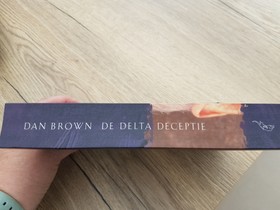 DAN BROWN DE DELTA DECEPTIE